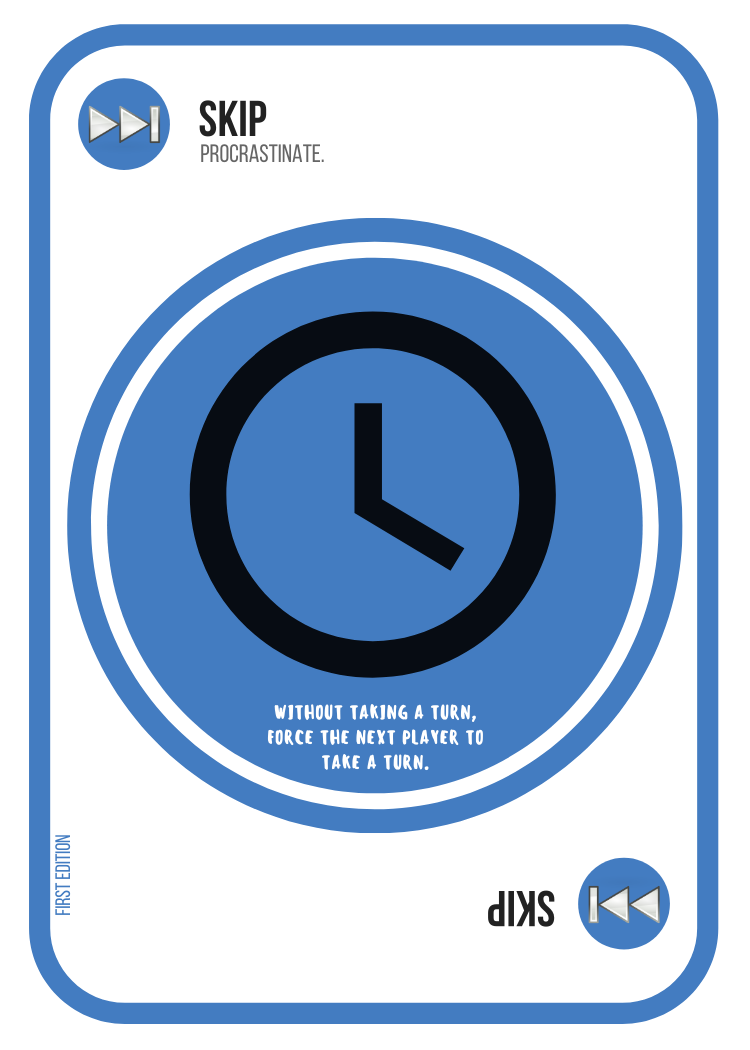 SKIP
PROCRASTINATE.
WITHOUT TAKING A TURN,
FORCE THE NEXT PLAYER TO
TAKE A TURN.
FIRST EDITION
SKIP